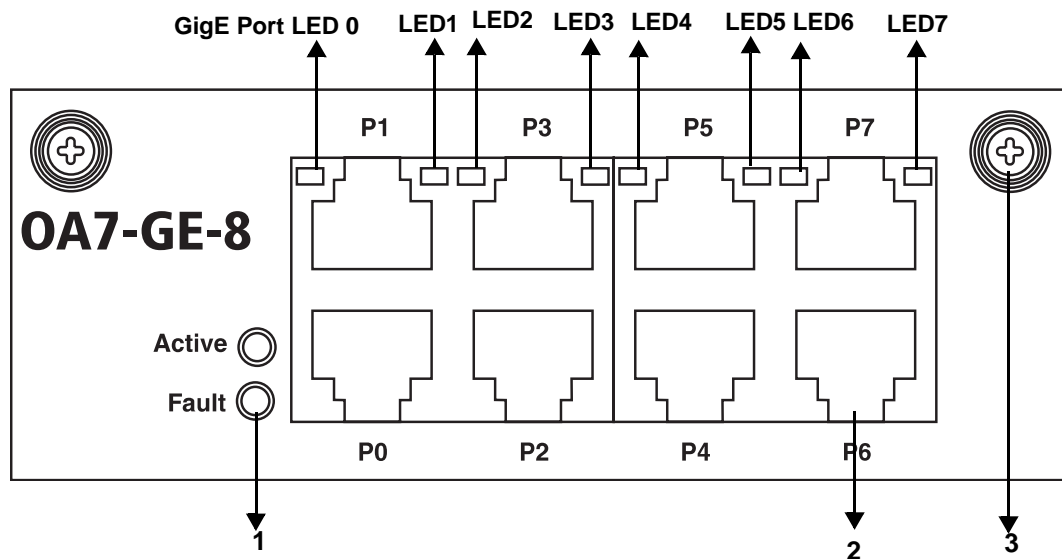 GigE Port LED 0 LED1 LED2 LED3 LED4 LED5 LED6 LED7
P1 P3 P5 P7
OA7-GE-8
Active
Fault
P0 P2 P4 P6
1 2 3